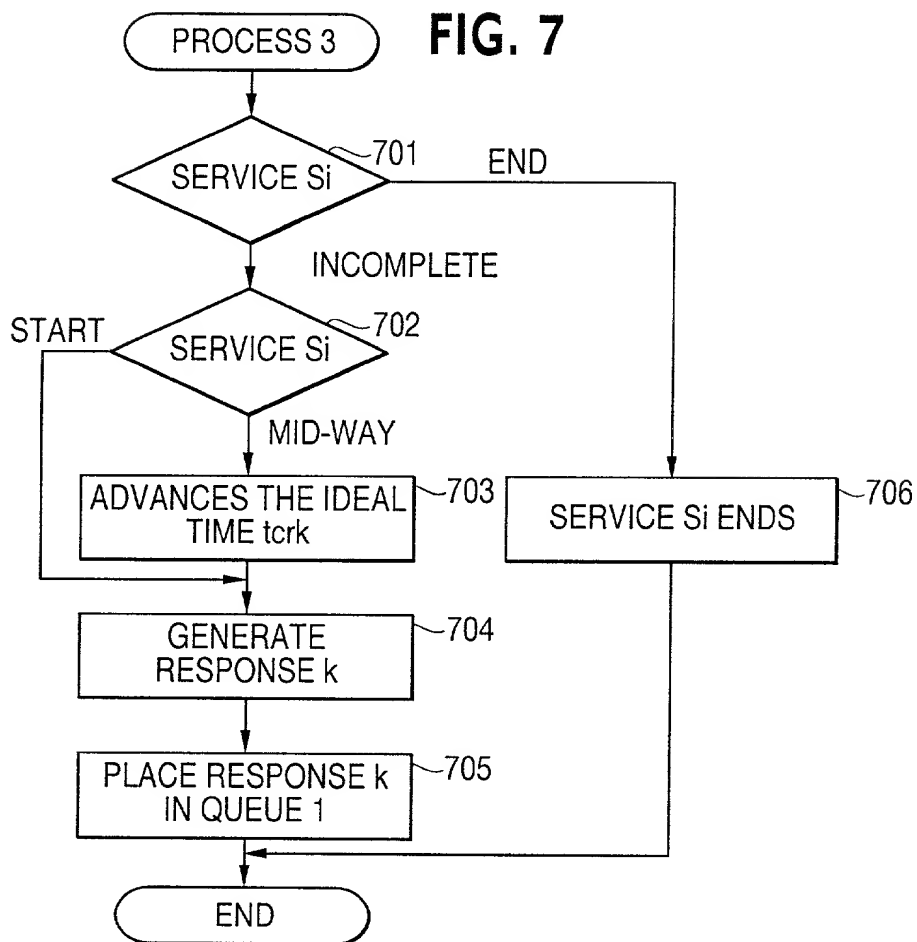 FIG. 7
PROCESS 3
701
SERVICE Si
END
INCOMPLETE
START
702
SERVICE Si
MID-WAY
ADVANCES THE IDEAL
TIME tcrk
703
SERVICE Si ENDS
706
GENERATE
RESPONSE k
704
PLACE RESPONSE k
IN QUEUE 1
705
END